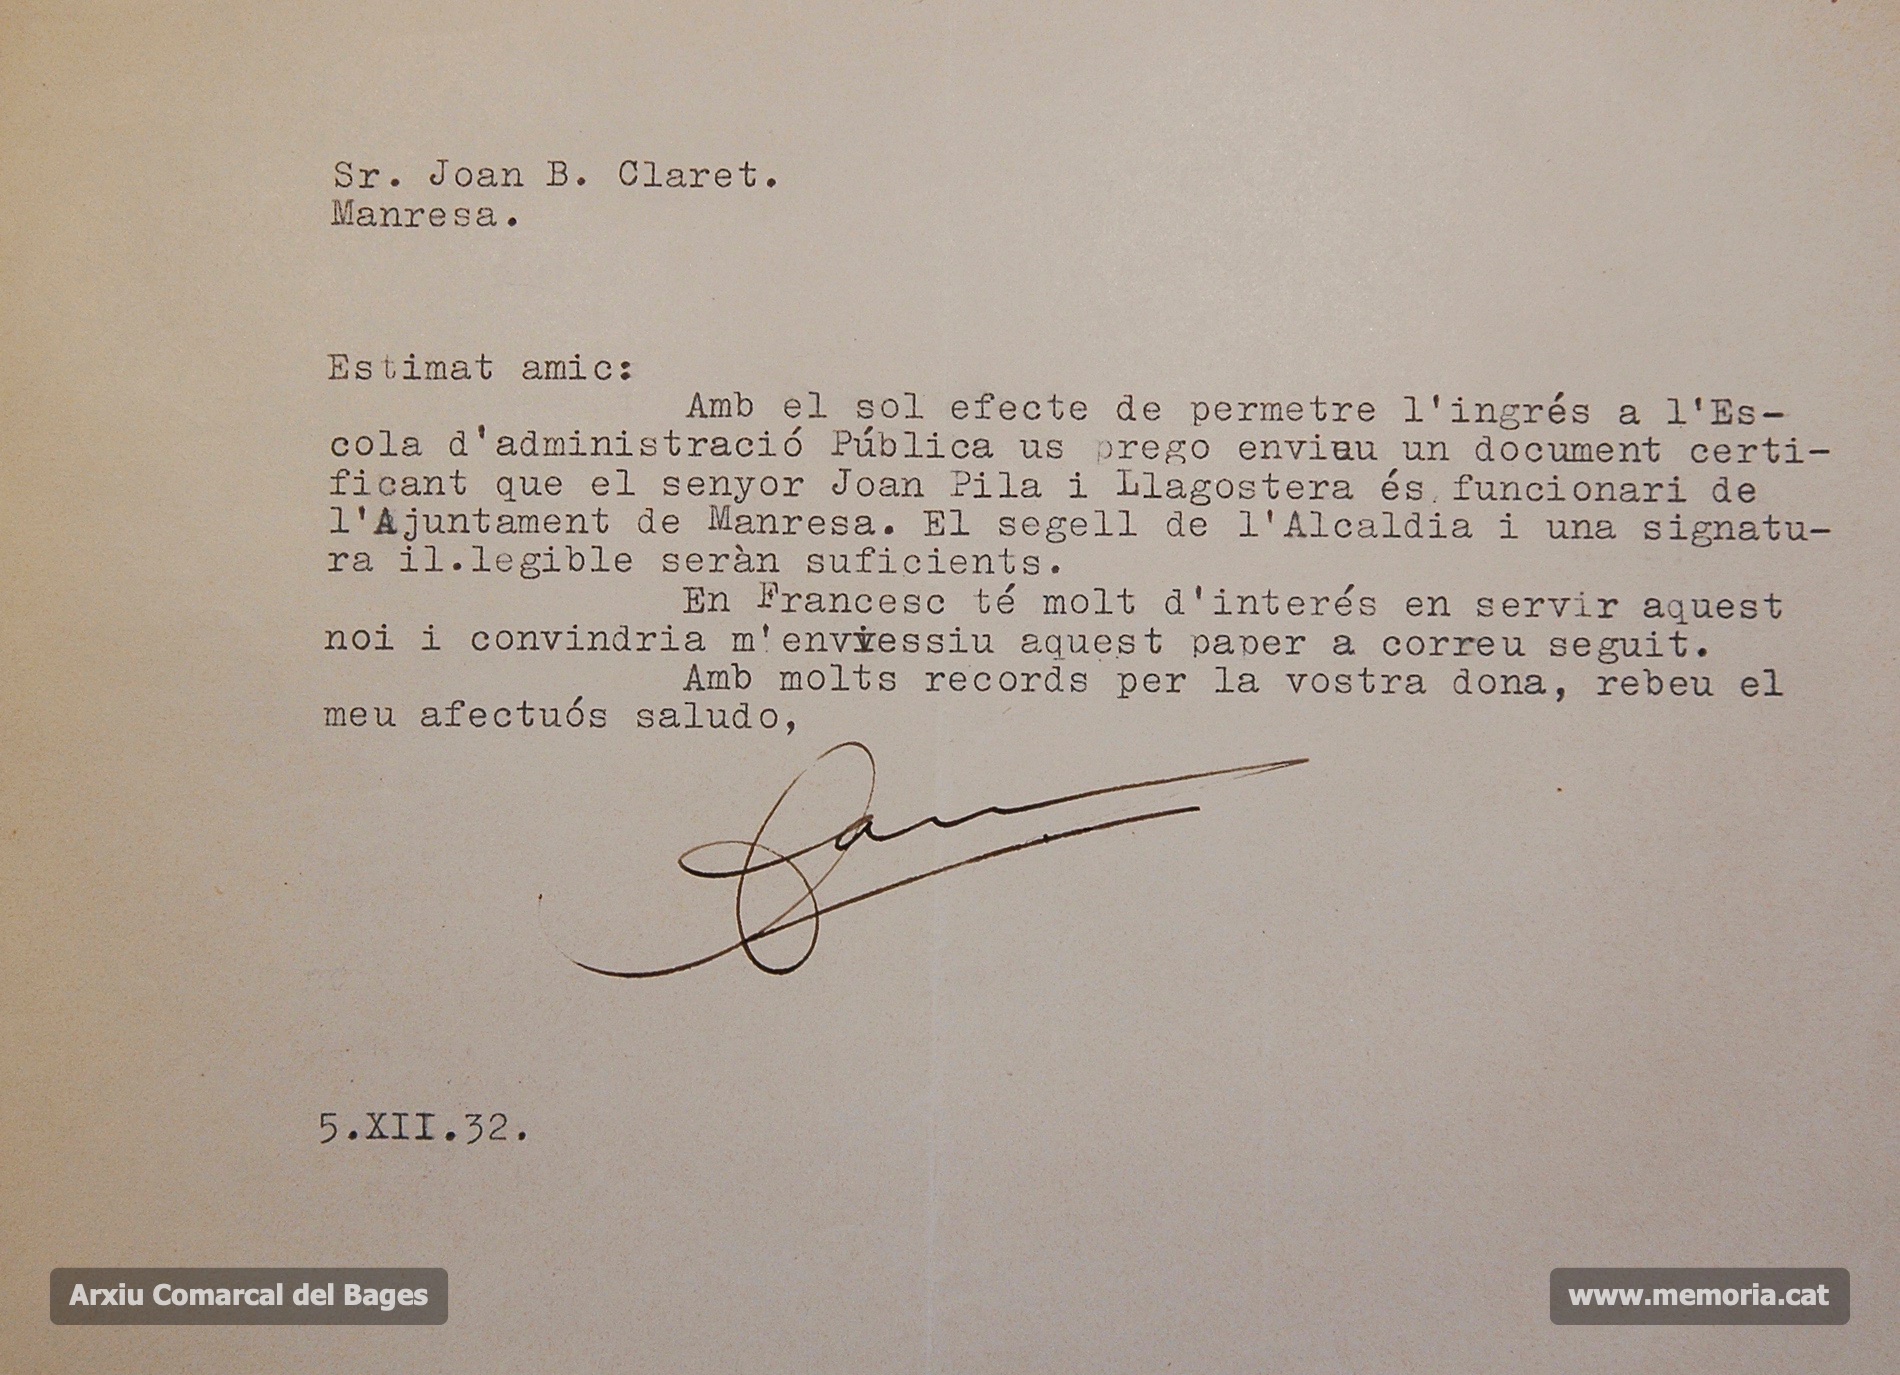 Sr. Joan B. Claret.
Manresa.
Estimat amic:
Amb el sol efecte de permetre l'ingrés a l'Es-
cola d'administració Pública us prego envieu un document certi-
ficant que el senyor Joan Pila i Llagostera és funcionari de
l'Ajuntament de Manresa. El segell de l'Alcaldia i una signatu-
ra il.legible seràn suficients.
En Francesc té molt d'interés en servir aquest
noi i convindria m'enviessiu aquest paper a correu seguit.
Amb molts records per la vostra dona, rebeu el
meu afectuós saludo,
5.XII.32.
Arxiu Comarcal del Bages
www.memoria.cat